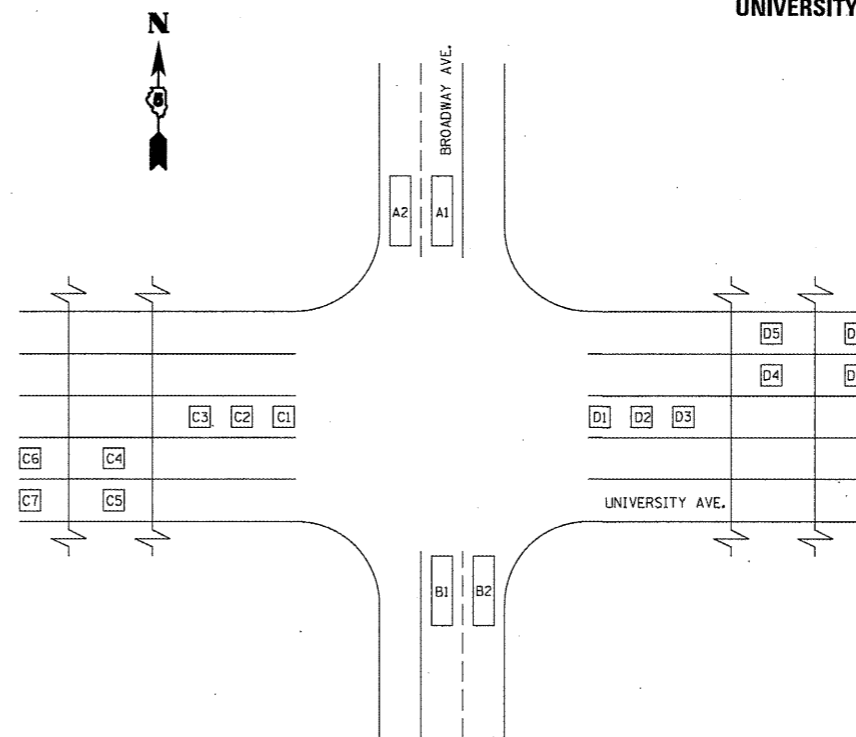 UNIVERSITY
N
BROADWAY AVE.
A2 A1
D5 D
D4 D
C3 C2 C1 D1 D2 D3
C6 C4
C7 C5 UNIVERSITY AVE.
B1 B2